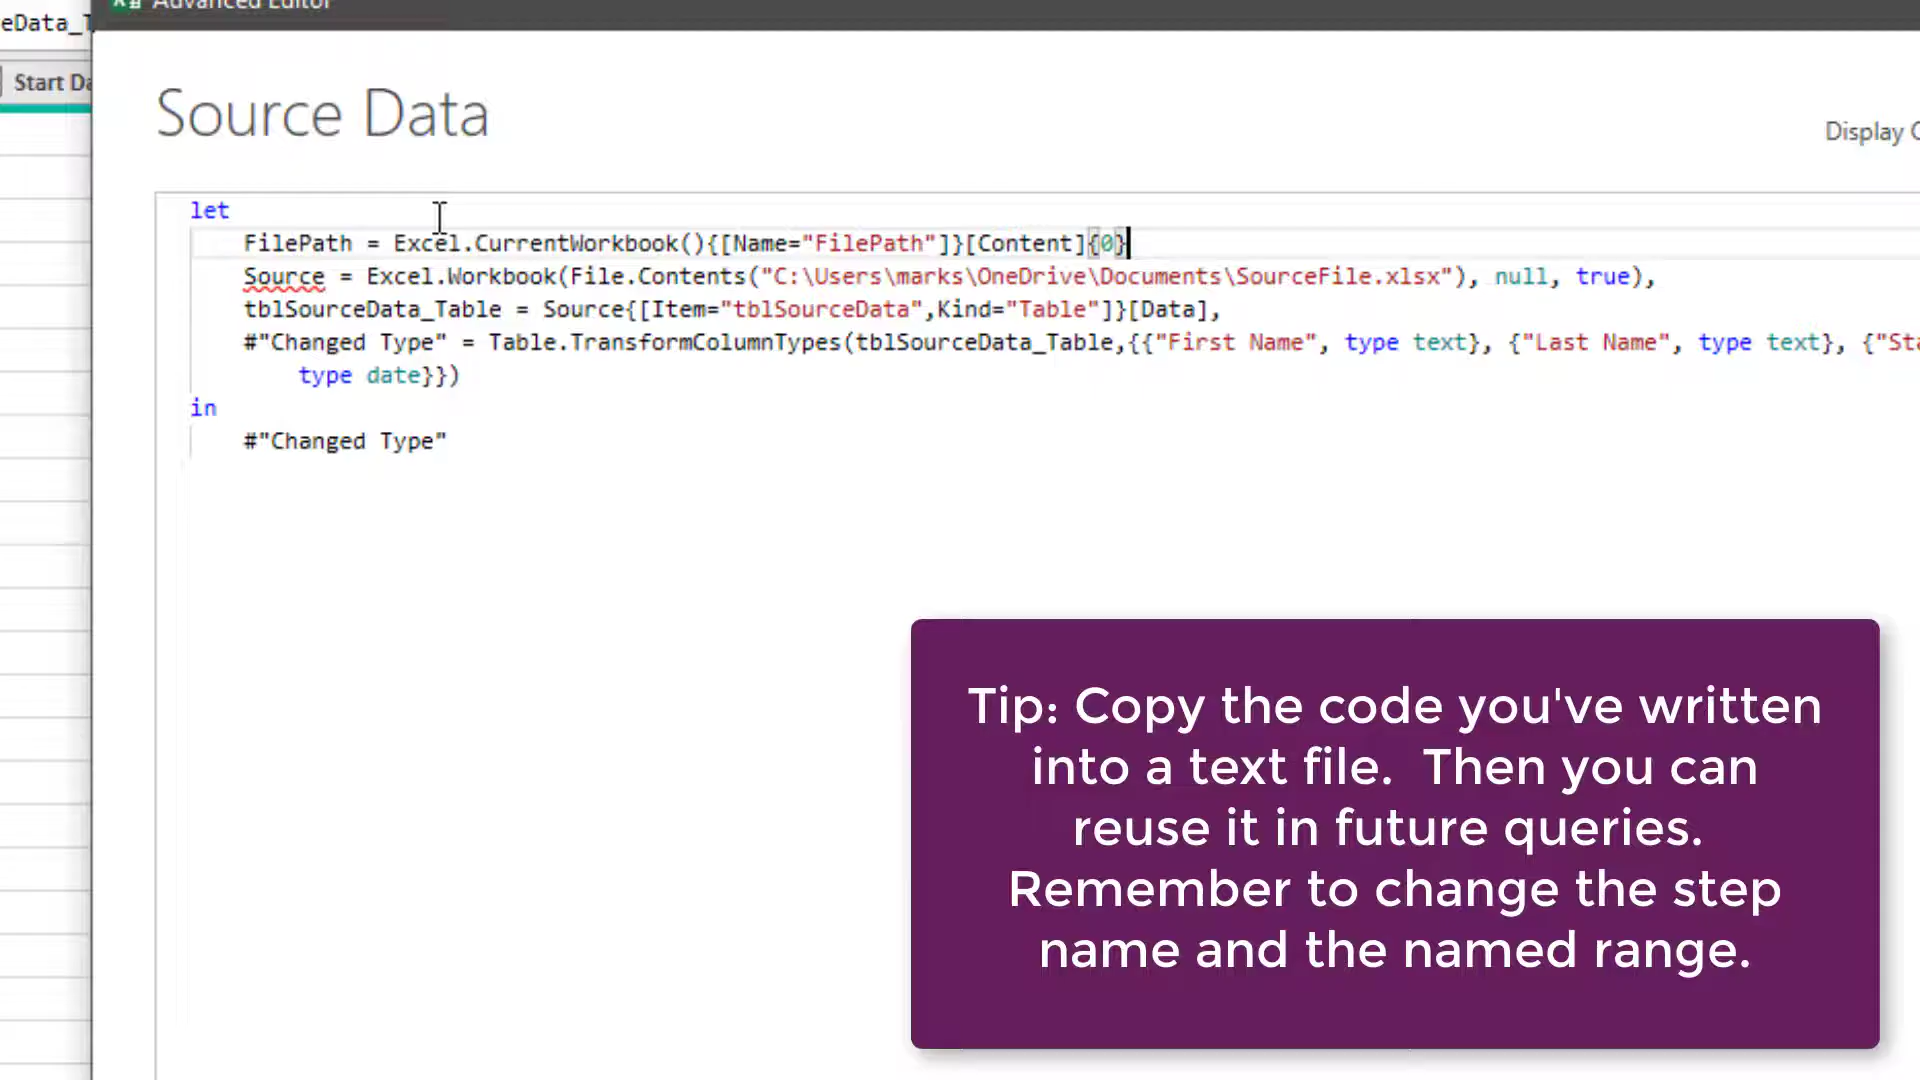 Advanced Editor
eData_T
Start Da
Source Data
Display
let
FilePath = Excel.CurrentWorkbook(){[Name="FilePath"]}[Content]{0}
Source = Excel.Workbook(File.Contents("C:\Users\marks\OneDrive\Documents\SourceFile.xlsx"), null, true),
tblSourceData_Table = Source{[Item="tblSourceData",Kind="Table"]}[Data],
#"Changed Type" = Table.TransformColumnTypes(tblSourceData_Table,{{"First Name", type text}, {"Last Name", type text}, {"Sta
type date}})
in
#"Changed Type"
Tip: Copy the code you've written
into a text file. Then you can
reuse it in future queries.
Remember to change the step
name and the named range.